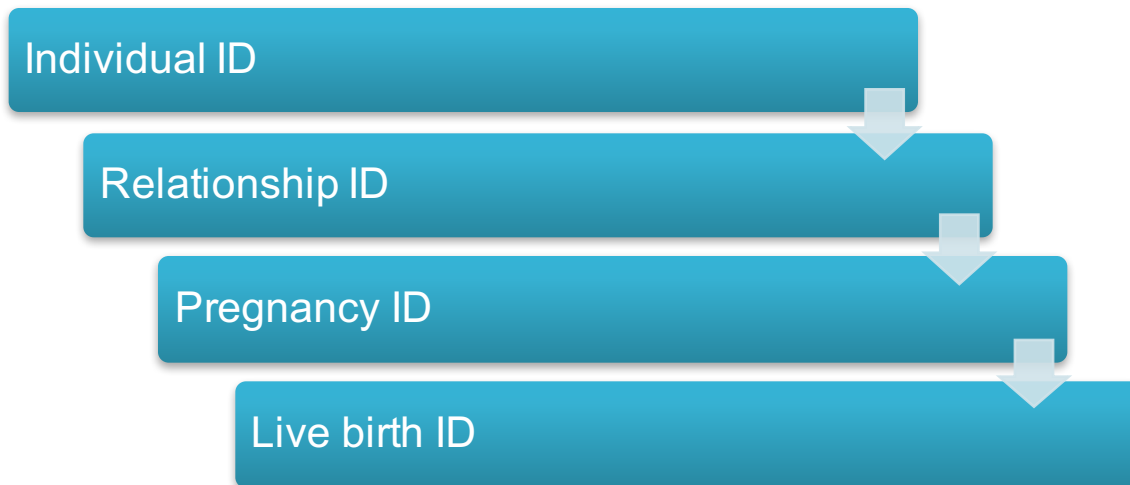 Individual ID
Relationship ID
Pregnancy ID
Live birth ID